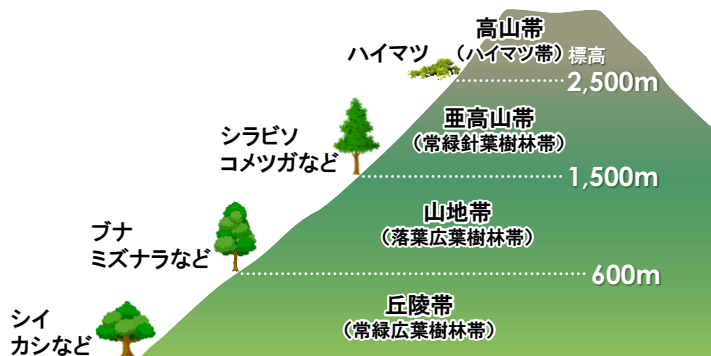 高山帯
(ハイマツ帯)
標高
ハイマツ
2,500m
亜高山帯
(常緑針葉樹林帯)
シラビソ
コメツガなど
1,500m
山地帯
(落葉広葉樹林帯)
ブナ
ミズナラなど
600m
丘陵帯
(常緑広葉樹林帯)
シイ
カシなど